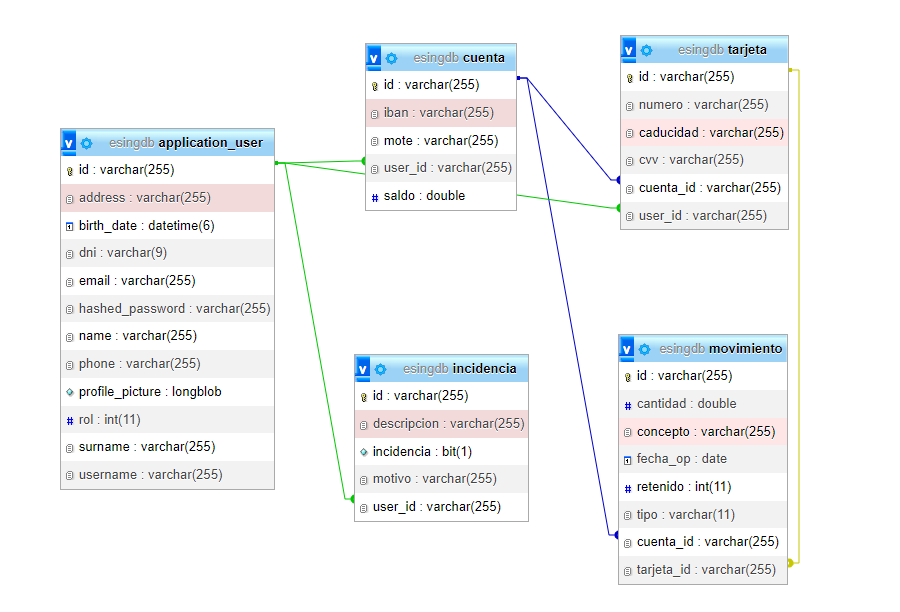 v esingdb application_user
id : varchar(255)
address : varchar(255)
birth_date : datetime(6)
dni : varchar(9)
email : varchar(255)
hashed_password : varchar(255)
name : varchar(255)
phone : varchar(255)
profile_picture : longblob
# rol : int(11)
surname : varchar(255)
username : varchar(255)
v esingdb cuenta
id : varchar(255)
iban : varchar(255)
mote : varchar(255)
user_id : varchar(255)
# saldo : double
v esingdb incidencia
id : varchar(255)
descripcion : varchar(255)
incidencia : bit(1)
motivo : varchar(255)
user_id : varchar(255)
v esingdb tarjeta
id : varchar(255)
numero : varchar(255)
caducidad : varchar(255)
cvv : varchar(255)
cuenta_id : varchar(255)
user_id : varchar(255)
v esingdb movimiento
id : varchar(255)
# cantidad : double
concepto : varchar(255)
fecha_op : date
# retenido : int(11)
tipo : varchar(11)
cuenta_id : varchar(255)
tarjeta_id : varchar(255)